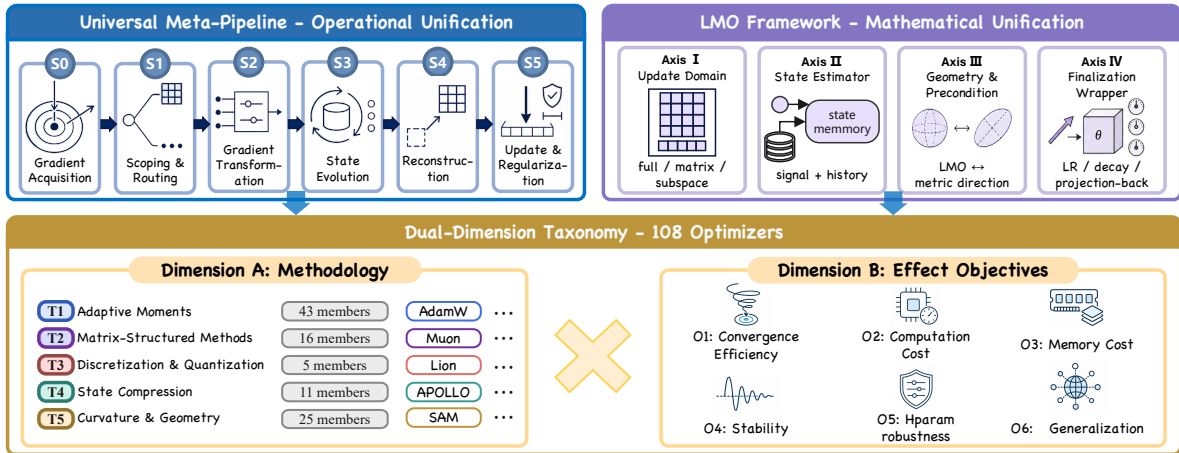 Universal Meta-Pipeline - Operational Unification
S0
Gradient
Acquisition
S1
Scoping &
Routing
S2
Gradient
Transform-
ation
S3
State
Evolution
S4
Reconstruc-
tion
S5
Update &
Regulariza-
tion
LMO Framework - Mathematical Unification
Axis I
Update Domain
full / matrix /
subspace
Axis II
State Estimator
state
memmory
signal + history
Axis III
Geometry &
Precondition
LMO ↔
metric direction
Axis IV
Finalization
Wrapper
θ
LR / decay /
projection-back
Dual-Dimension Taxonomy - 108 Optimizers
Dimension A: Methodology
T1 Adaptive Moments 43 members AdamW ...
T2 Matrix-Structured Methods 16 members Muon ...
T3 Discretization & Quantization 5 members Lion ...
T4 State Compression 11 members APOLLO ...
T5 Curvature & Geometry 25 members SAM ...
Dimension B: Effect Objectives
O1: Convergence
Efficiency
O2: Computation
Cost
O3: Memory Cost
O4: Stability
O5: Hparam
robustness
O6: Generalization